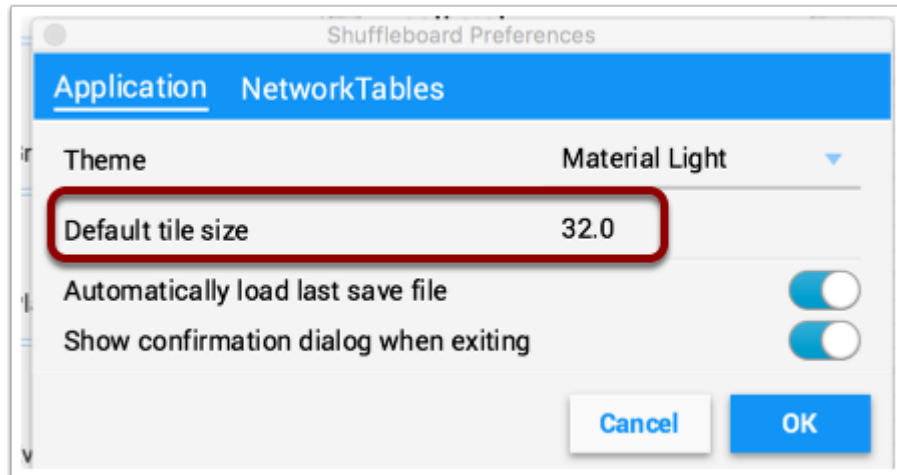 Shuffleboard Preferences
Application NetworkTables
Theme Material Light
Default tile size 32.0
Automatically load last save file
Show confirmation dialog when exiting
Cancel OK